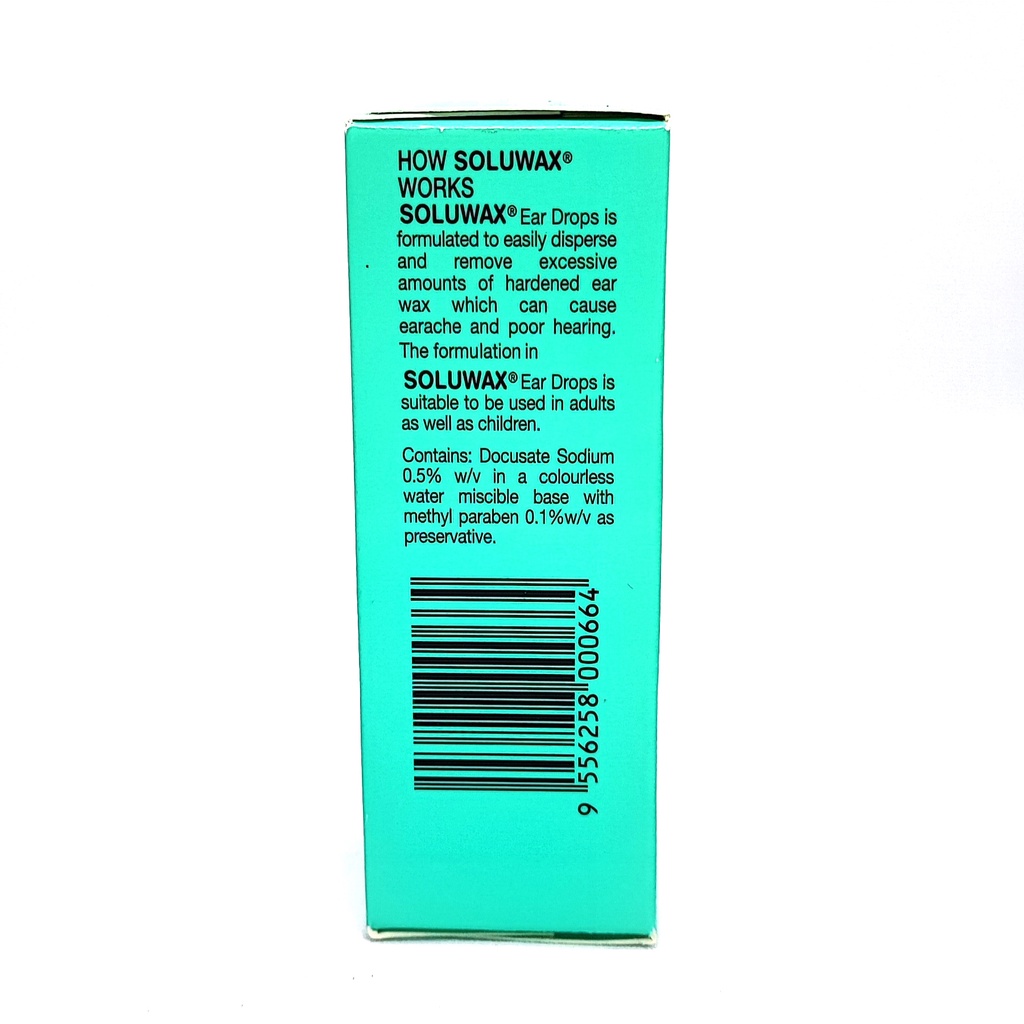 HOW SOLUWAX®
WORKS
SOLUWAX® Ear Drops is
formulated to easily disperse
and remove excessive
amounts of hardened ear
wax which can cause
earache and poor hearing.
The formulation in
SOLUWAX® Ear Drops is
suitable to be used in adults
as well as children.
Contains: Docusate Sodium
0.5% w/v in a colourless
water miscible base with
methyl paraben 0.1%w/v as
preservative.
9 556258 000664